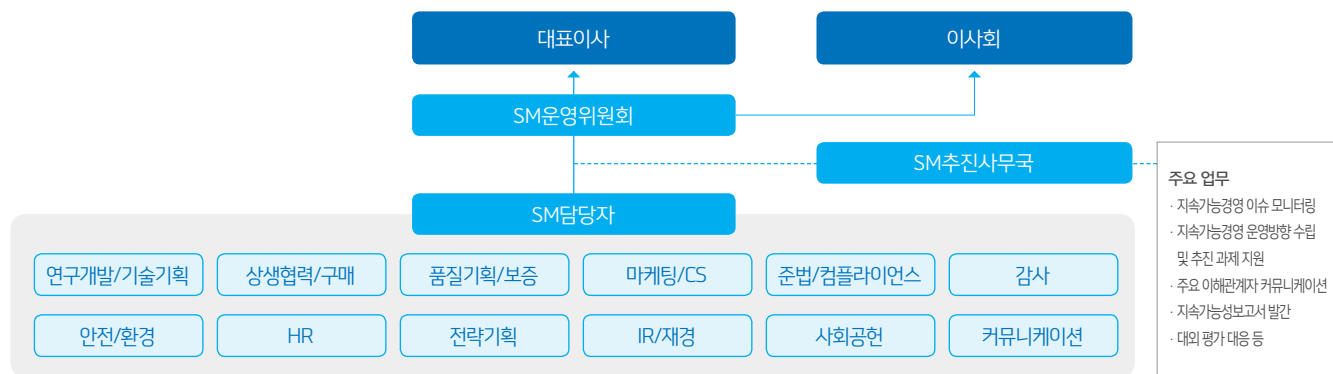 대표이사
이사회
SM운영위원회
SM추진사무국
주요 업무
· 지속가능경영 이슈 모니터링
· 지속가능경영 운영방향 수립
및 추진 과제 지원
· 주요 이해관계자 커뮤니케이션
· 지속가능성보고서 발간
· 대외 평가 대응 등
SM담당자
연구개발/기술기획
상생협력/구매
품질기획/보증
마케팅/CS
준법/컴플라이언스
감사
안전/환경
HR
전략기획
IR/재경
사회공헌
커뮤니케이션